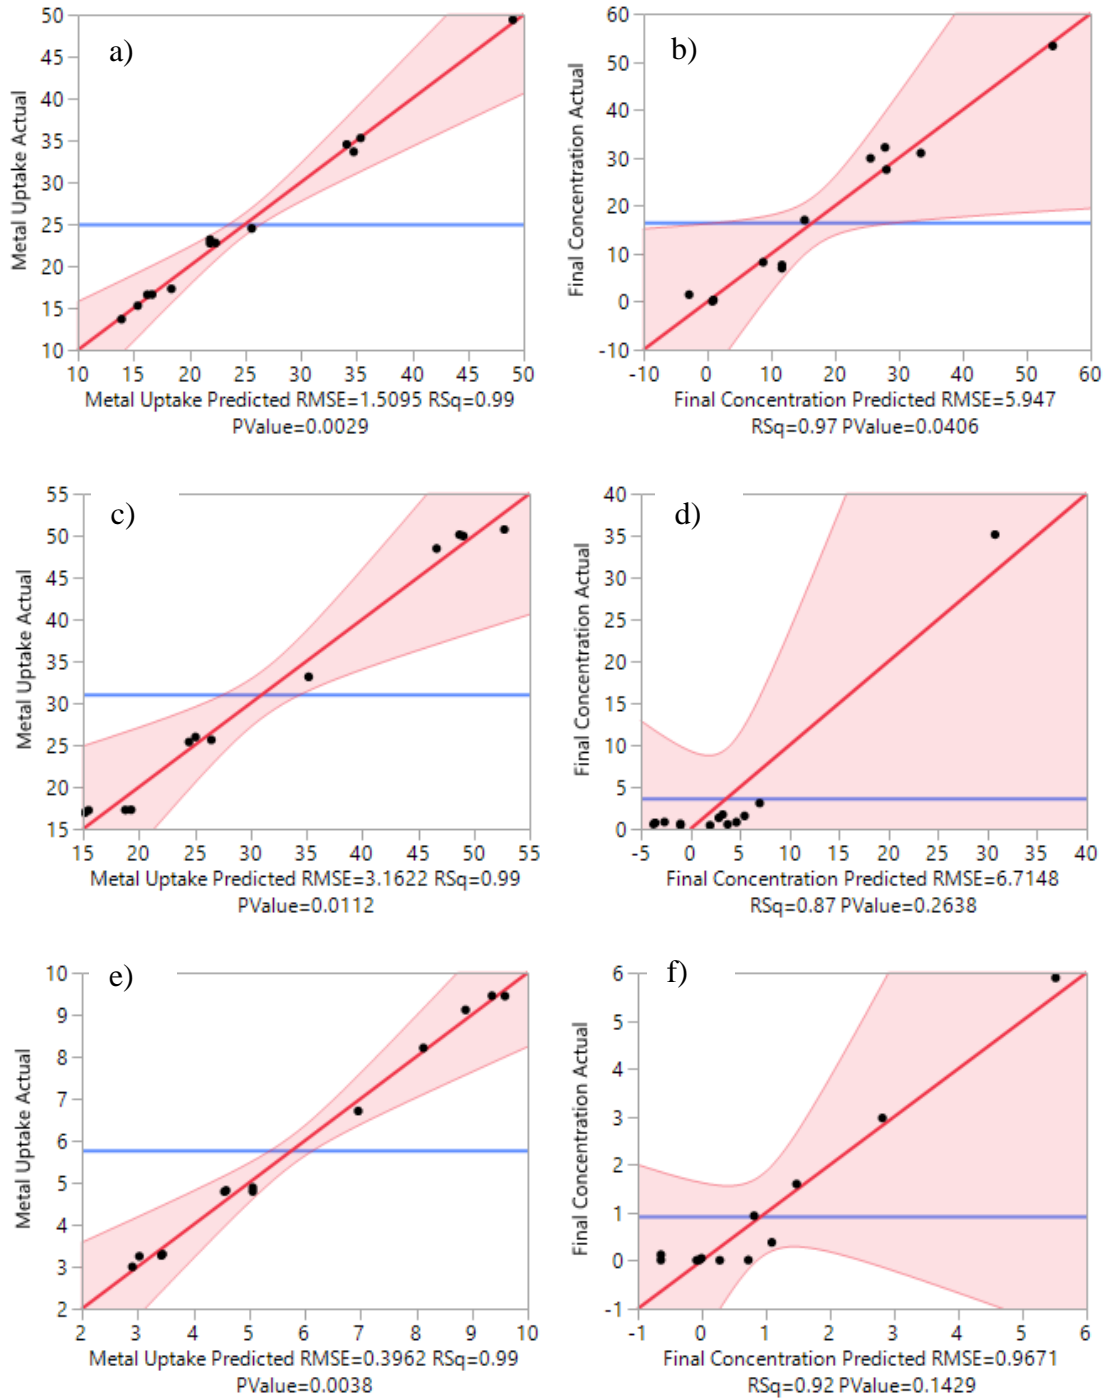 a)
Metal Uptake Actual
50
45
40
35
30
25
20
15
10
10 15 20 25 30 35 40 45 50
Metal Uptake Predicted RMSE=1.5095 RSq=0.99
PValue=0.0029
b)
Final Concentration Actual
60
50
40
30
20
10
0
-10
-10 0 10 20 30 40 50 60
Final Concentration Predicted RMSE=5.947
RSq=0.97 PValue=0.0406
c)
Metal Uptake Actual
55
50
45
40
35
30
25
20
15
15 20 25 30 35 40 45 50 55
Metal Uptake Predicted RMSE=3.1622 RSq=0.99
PValue=0.0112
d)
Final Concentration Actual
40
35
30
25
20
15
10
5
0
-5 0 5 10 15 20 25 30 35 40
Final Concentration Predicted RMSE=6.7148
RSq=0.87 PValue=0.2638
e)
Metal Uptake Actual
10
9
8
7
6
5
4
3
2
2 3 4 5 6 7 8 9 10
Metal Uptake Predicted RMSE=0.3962 RSq=0.99
PValue=0.0038
f)
Final Concentration Actual
6
5
4
3
2
1
0
-1
-1 0 1 2 3 4 5 6
Final Concentration Predicted RMSE=0.9671
RSq=0.92 PValue=0.1429